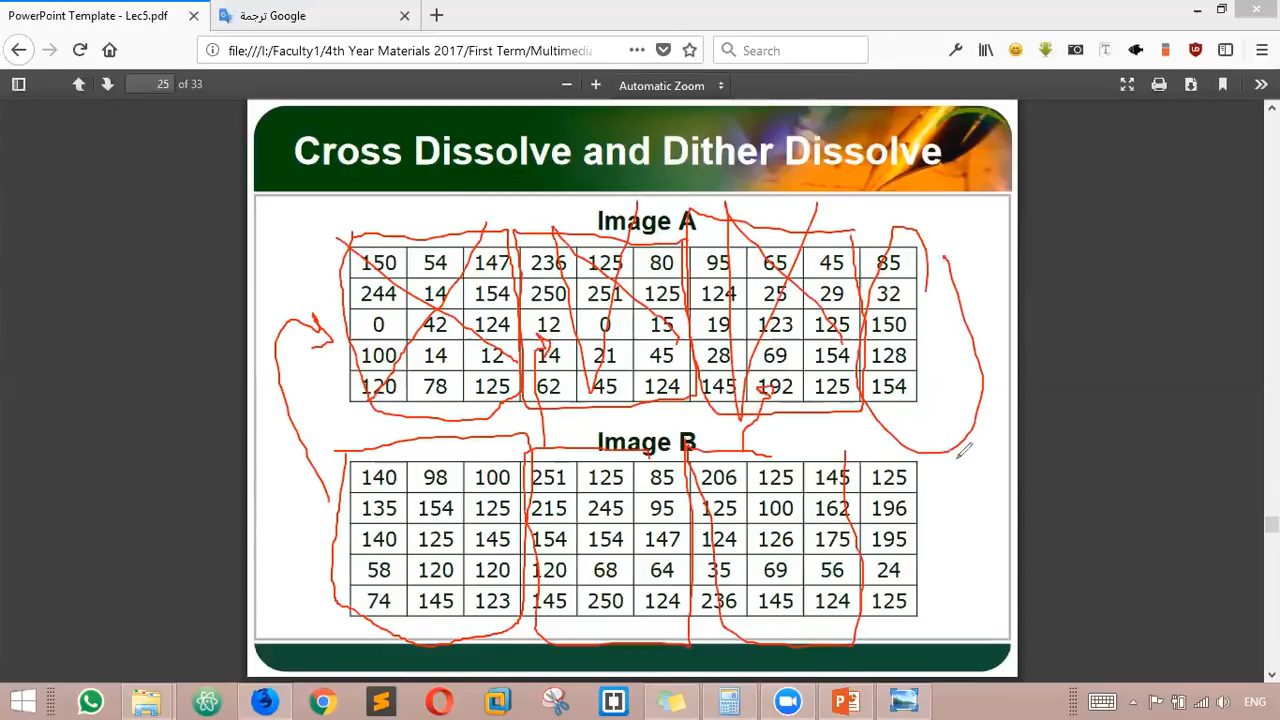 PowerPoint Template - Lec5.pdf
ترجمة Google
file:///I:/Faculty1/4th Year Materials 2017/First Term/Multimedia
Search
25 of 33
Automatic Zoom
Cross Dissolve and Dither Dissolve
Image A
150 54 147 236 125 80 95 65 45 85
244 14 154 250 251 125 124 25 29 32
0 42 124 12 0 15 19 123 125 150
100 14 12 14 21 45 28 69 154 128
120 78 125 62 45 124 145 192 125 154
Image B
140 98 100 251 125 85 206 125 145 125
135 154 125 215 245 95 125 100 162 196
140 125 145 154 154 147 124 126 175 195
58 120 120 120 68 64 35 69 56 24
74 145 123 145 250 124 236 145 124 125
ENG